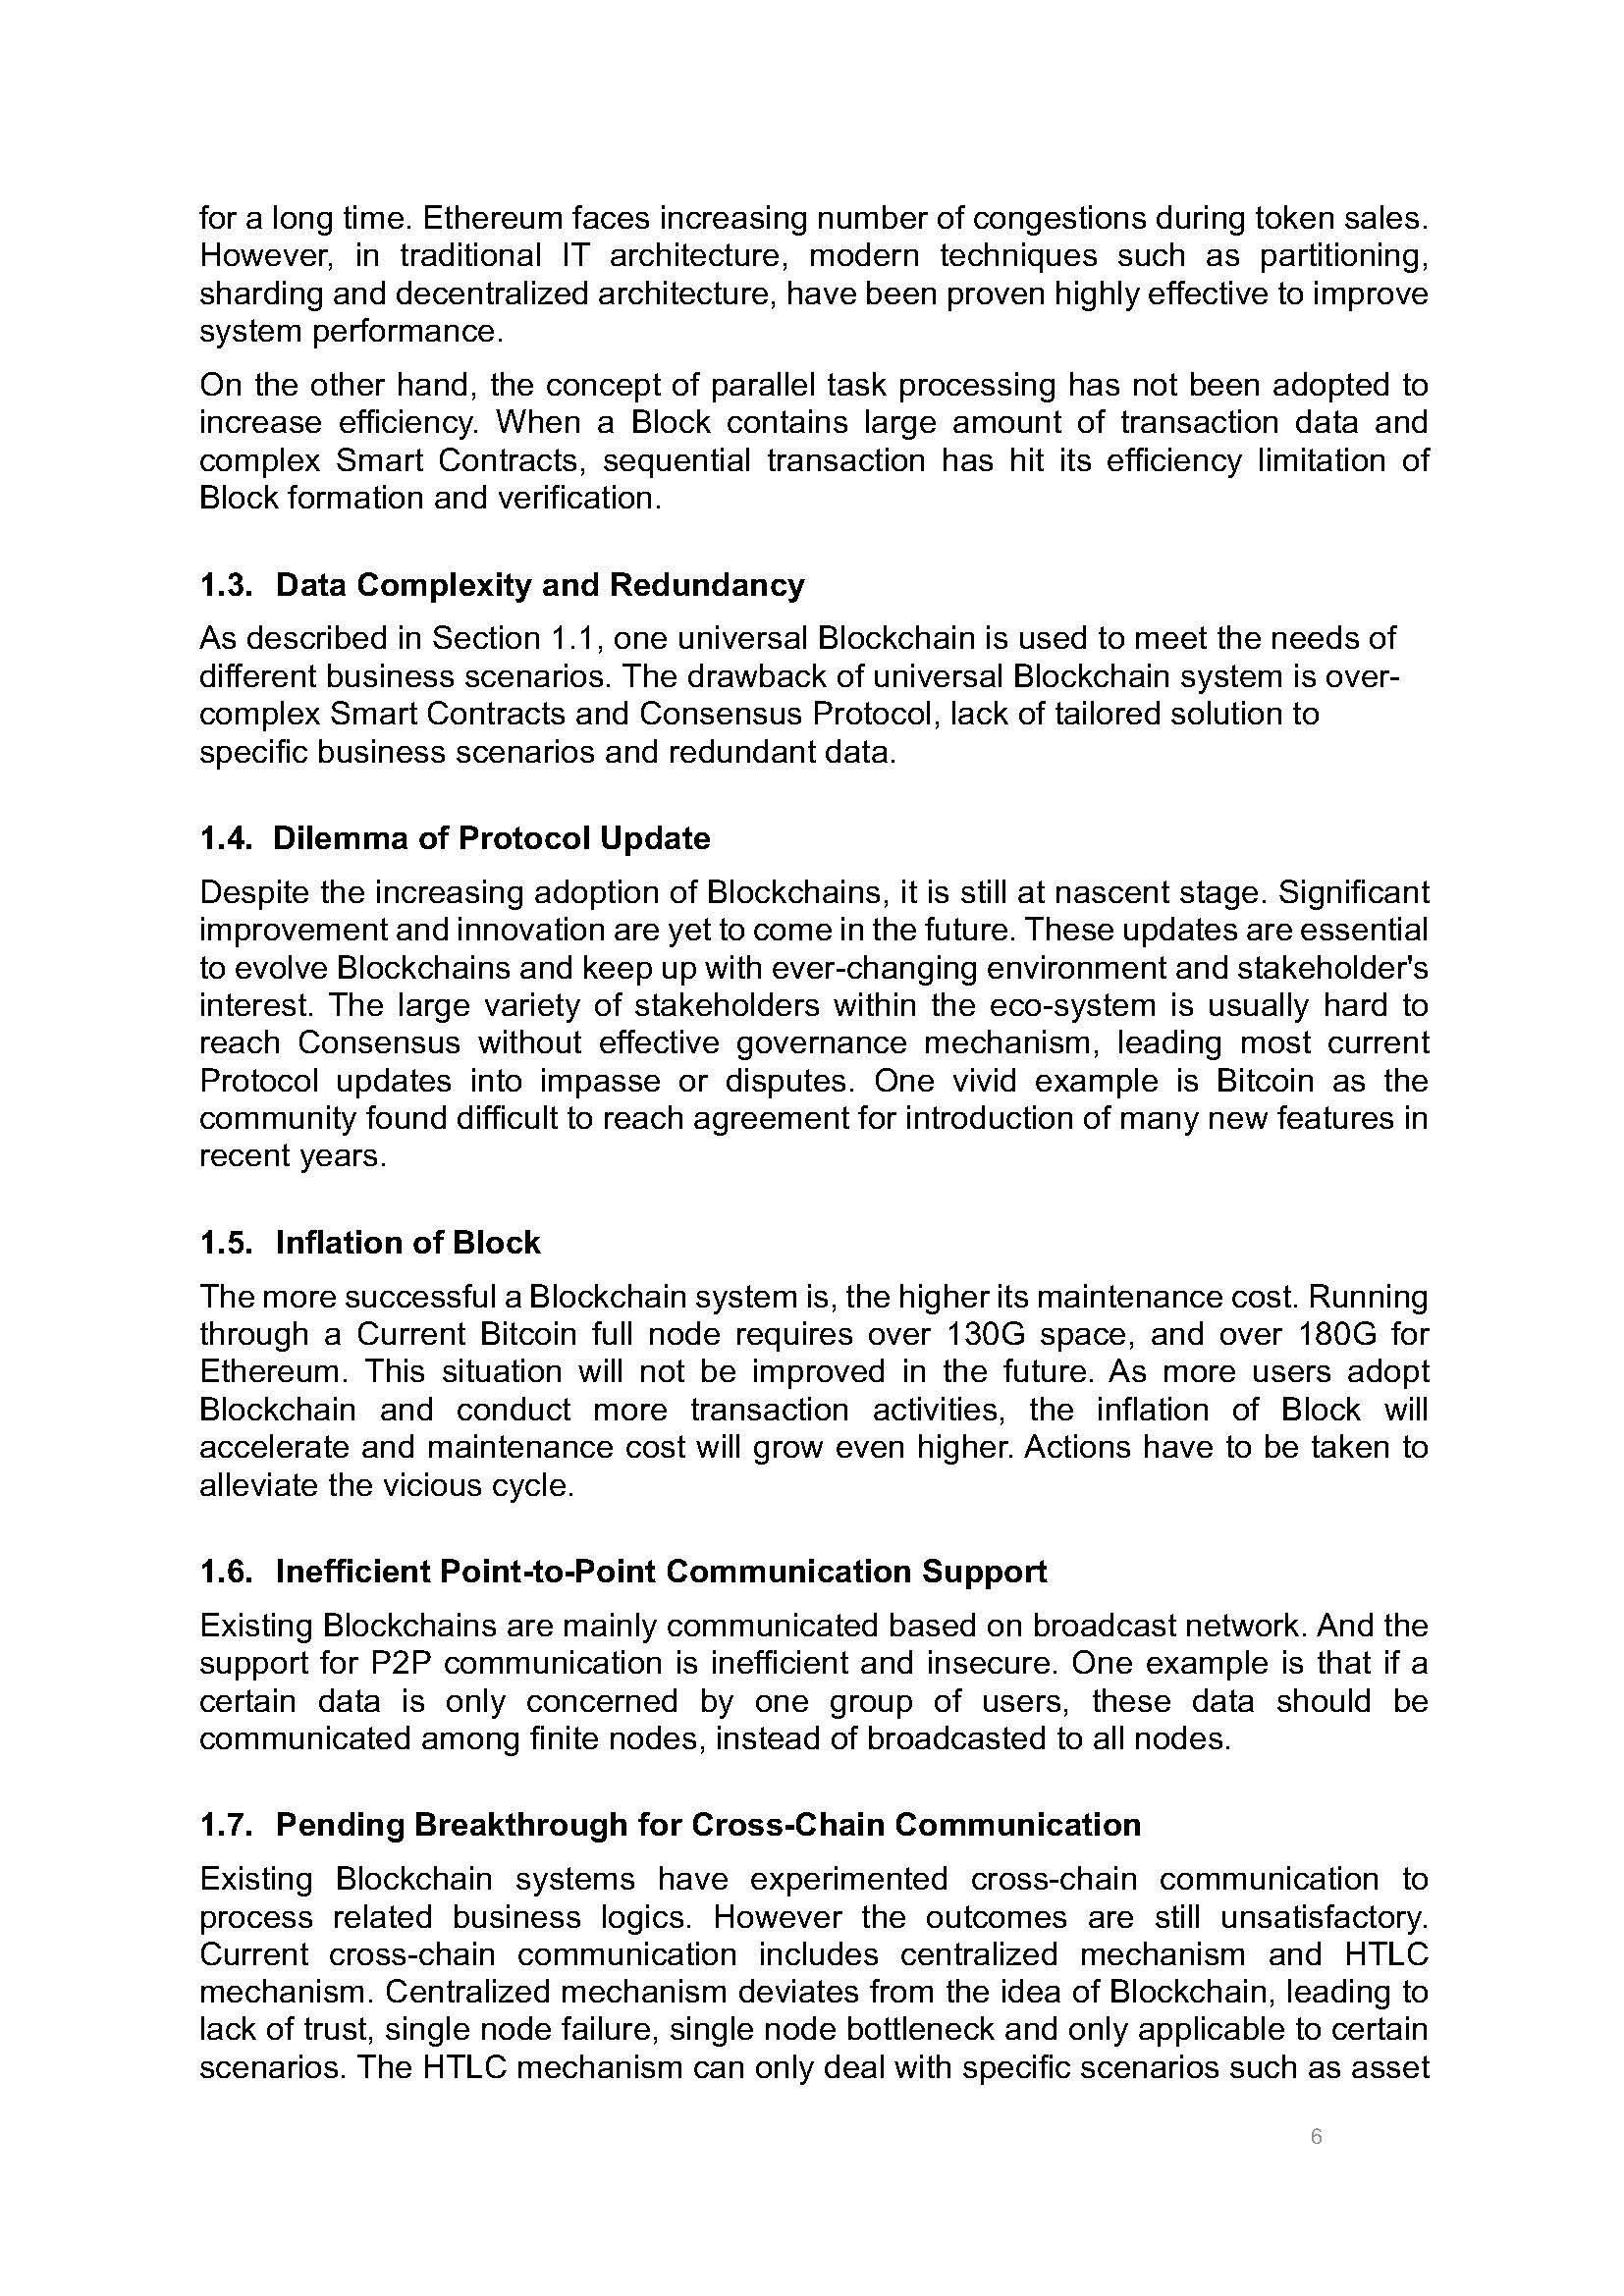 for a long time. Ethereum faces increasing number of congestions during token sales.
However, in traditional IT architecture, modern techniques such as partitioning,
sharding and decentralized architecture, have been proven highly effective to improve
system performance.
On the other hand, the concept of parallel task processing has not been adopted to
increase efficiency. When a Block contains large amount of transaction data and
complex Smart Contracts, sequential transaction has hit its efficiency limitation of
Block formation and verification.
1.3. Data Complexity and Redundancy
As described in Section 1.1, one universal Blockchain is used to meet the needs of
different business scenarios. The drawback of universal Blockchain system is over-
complex Smart Contracts and Consensus Protocol, lack of tailored solution to
specific business scenarios and redundant data.
1.4. Dilemma of Protocol Update
Despite the increasing adoption of Blockchains, it is still at nascent stage. Significant
improvement and innovation are yet to come in the future. These updates are essential
to evolve Blockchains and keep up with ever-changing environment and stakeholder's
interest. The large variety of stakeholders within the eco-system is usually hard to
reach Consensus without effective governance mechanism, leading most current
Protocol updates into impasse or disputes. One vivid example is Bitcoin as the
community found difficult to reach agreement for introduction of many new features in
recent years.
1.5. Inflation of Block
The more successful a Blockchain system is, the higher its maintenance cost. Running
through a Current Bitcoin full node requires over 130G space, and over 180G for
Ethereum. This situation will not be improved in the future. As more users adopt
Blockchain and conduct more transaction activities, the inflation of Block will
accelerate and maintenance cost will grow even higher. Actions have to be taken to
alleviate the vicious cycle.
1.6. Inefficient Point-to-Point Communication Support
Existing Blockchains are mainly communicated based on broadcast network. And the
support for P2P communication is inefficient and insecure. One example is that if a
certain data is only concerned by one group of users, these data should be
communicated among finite nodes, instead of broadcasted to all nodes.
1.7. Pending Breakthrough for Cross-Chain Communication
Existing Blockchain systems have experimented cross-chain communication to
process related business logics. However the outcomes are still unsatisfactory.
Current cross-chain communication includes centralized mechanism and HTLC
mechanism. Centralized mechanism deviates from the idea of Blockchain, leading to
lack of trust, single node failure, single node bottleneck and only applicable to certain
scenarios. The HTLC mechanism can only deal with specific scenarios such as asset
6